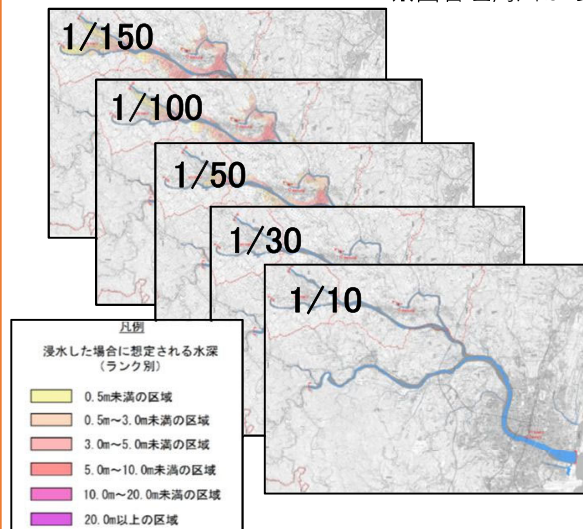 1/150
1/100
1/50
1/30
1/10
凡例
浸水した場合に想定される水深
(ランク別)
0.5m未満の区域
0.5m～3.0m未満の区域
3.0m～5.0m未満の区域
5.0m～10.0m未満の区域
10.0m～20.0m未満の区域
20.0m以上の区域